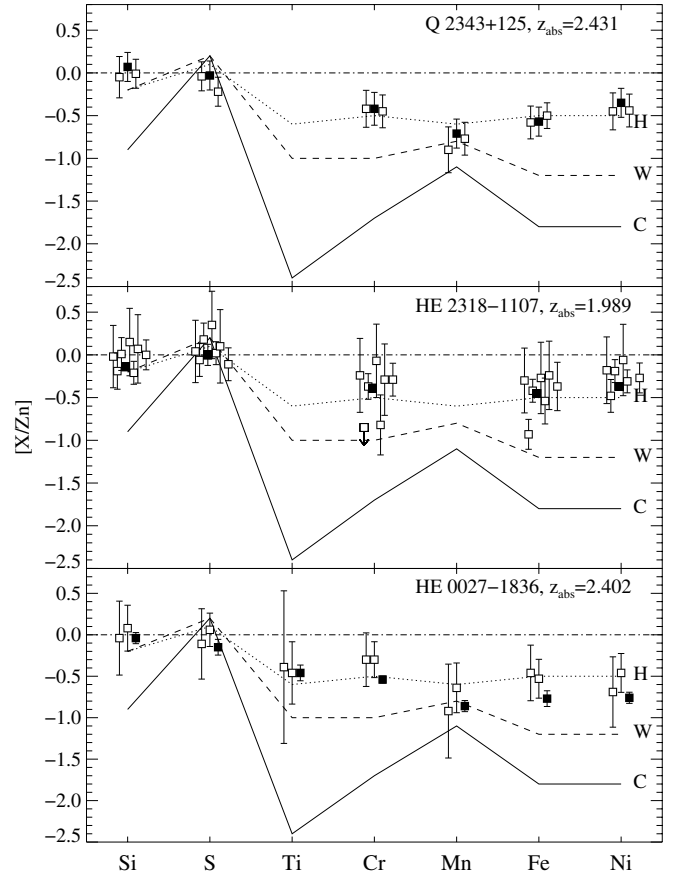 Q 2343+125, z_abs=2.431
0.5
0.0
−0.5
H
−1.0
W
−1.5
C
−2.0
−2.5
HE 2318−1107, z_abs=1.989
0.5
0.0
−0.5
H
−1.0
W
−1.5
C
−2.0
−2.5
[X/Zn]
HE 0027−1836, z_abs=2.402
0.5
0.0
−0.5
H
−1.0
W
−1.5
C
−2.0
−2.5
Si S Ti Cr Mn Fe Ni